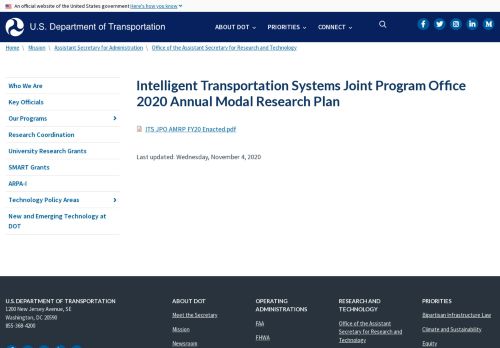 An official website of the United States government Here's how you know
U.S. Department of Transportation
ABOUT DOT
PRIORITIES
CONNECT
Home \ Mission \ Assistant Secretary for Administration \ Office of the Assistant Secretary for Research and Technology
Who We Are
Key Officials
Our Programs
Research Coordination
University Research Grants
SMART Grants
ARPA-I
Technology Policy Areas
New and Emerging Technology at
DOT
Intelligent Transportation Systems Joint Program Office
2020 Annual Modal Research Plan
ITS JPO AMRP FY20 Enacted.pdf
Last updated: Wednesday, November 4, 2020
U.S. DEPARTMENT OF TRANSPORTATION
1200 New Jersey Avenue, SE
Washington, DC 20590
855-368-4200
ABOUT DOT
Meet the Secretary
Mission
Newsroom
OPERATING
ADMINISTRATIONS
FAA
FHWA
RESEARCH AND
TECHNOLOGY
Office of the Assistant
Secretary for Research and
Technology
PRIORITIES
Bipartisan Infrastructure Law
Climate and Sustainability
Equity